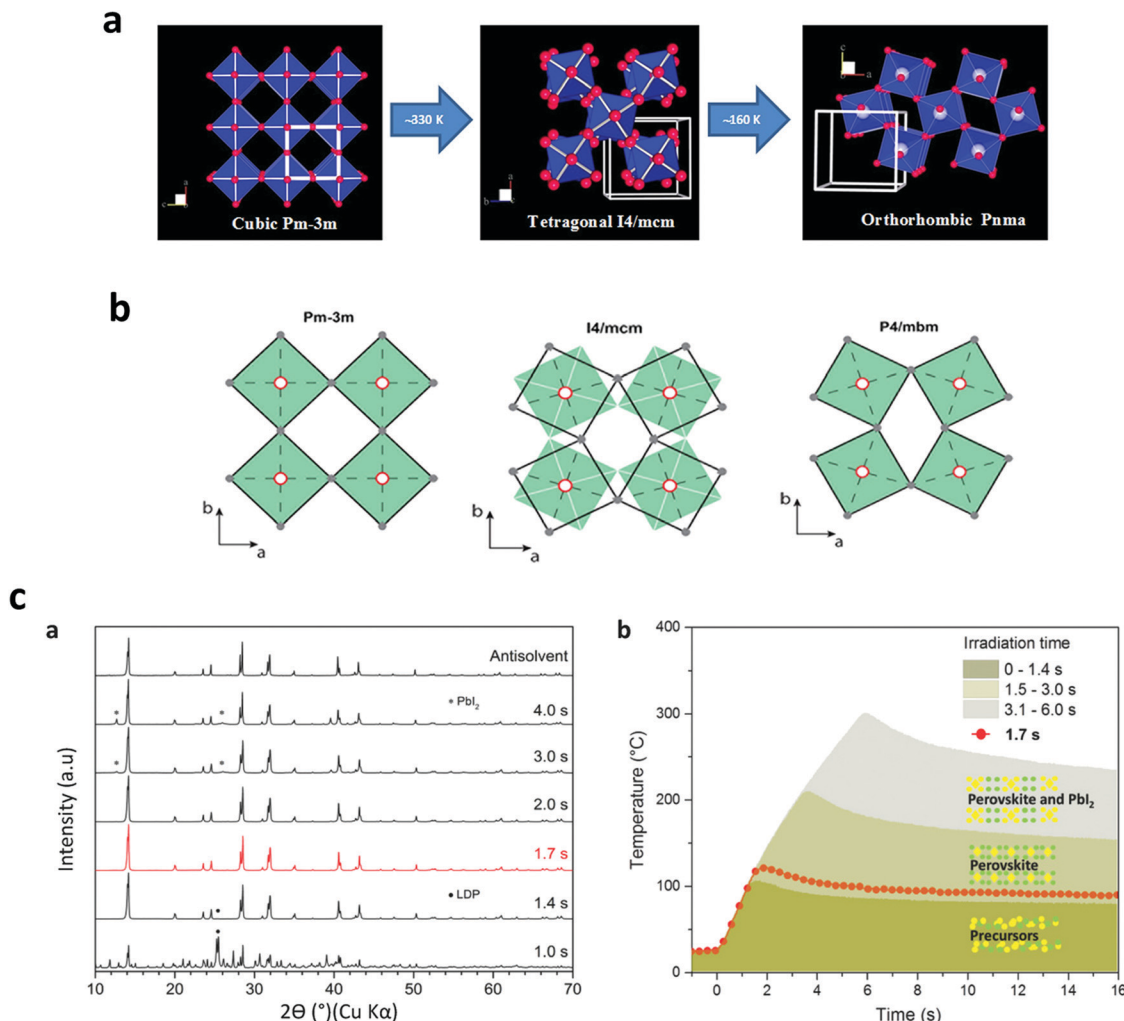 a
~330 K
~160 K
c
a
b
c
a
a
b
Cubic Pm-3m
Tetragonal I4/mcm
Orthorhombic Pnma
b
Pm-3m
I4/mcm
P4/mbm
b
a
b
a
b
a
c
a
b
Antisolvent
PbI₂
4.0 s
3.0 s
2.0 s
1.7 s
LDP
1.4 s
1.0 s
Intensity (a.u)
10 20 30 40 50 60 70
2Θ (°)(Cu Kα)
400
300
200
100
0
Temperature (°C)
Irradiation time
0 - 1.4 s
1.5 - 3.0 s
3.1 - 6.0 s
1.7 s
Perovskite and PbI₂
Perovskite
Precursors
0 2 4 6 8 10 12 14 16
Time (s)